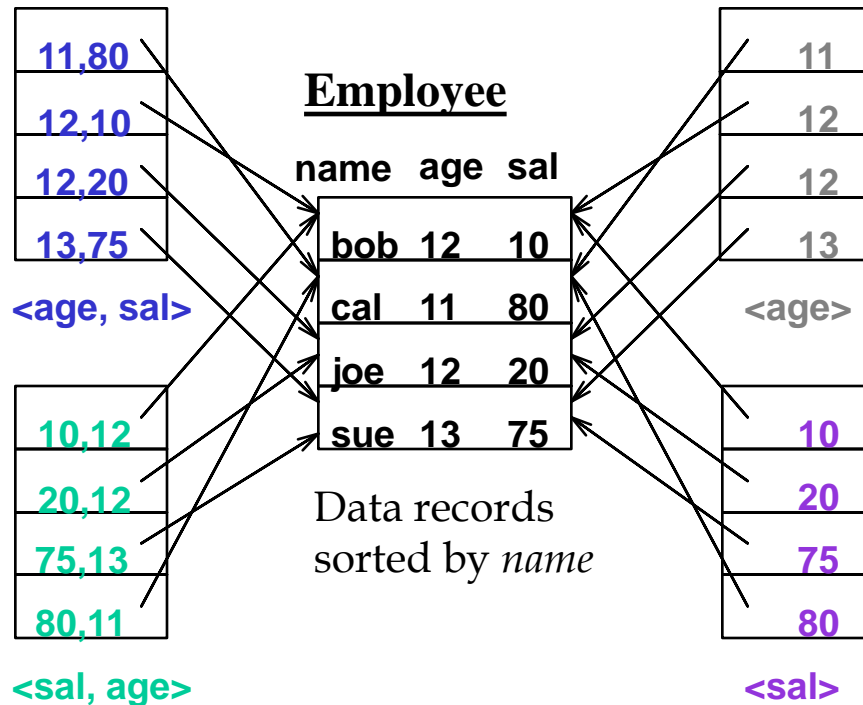 11,80
12,10
12,20
13,75
<age, sal>
10,12
20,12
75,13
80,11
<sal, age>
Employee
name age sal
bob 12 10
cal 11 80
joe 12 20
sue 13 75
Data records
sorted by name
11
12
12
13
<age>
10
20
75
80
<sal>